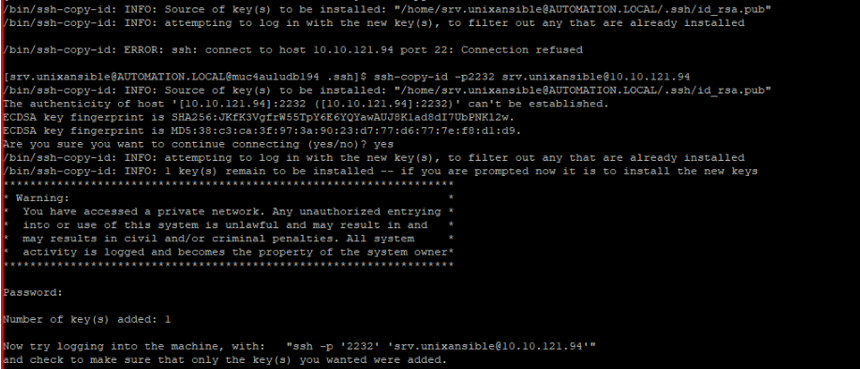 /bin/ssh-copy-id: INFO: Source of key(s) to be installed: "/home/srv.unixansible@AUTOMATION.LOCAL/.ssh/id_rsa.pub"
/bin/ssh-copy-id: INFO: attempting to log in with the new key(s), to filter out any that are already installed
/bin/ssh-copy-id: ERROR: ssh: connect to host 10.10.121.94 port 22: Connection refused
[srv.unixansible@AUTOMATION.LOCAL@muc4auludb194 .ssh]$ ssh-copy-id -p2232 srv.unixansible@10.10.121.94
/bin/ssh-copy-id: INFO: Source of key(s) to be installed: "/home/srv.unixansible@AUTOMATION.LOCAL/.ssh/id_rsa.pub"
The authenticity of host '[10.10.121.94]:2232 ([10.10.121.94]:2232)' can't be established.
ECDSA key fingerprint is SHA256:JKfK3VgfrW55TpY6E6YQYawAUJ8Klad8dI7UbPNKl2w.
ECDSA key fingerprint is MD5:38:c3:ca:3f:97:3a:90:23:d7:77:d6:77:7e:f8:d1:d9.
Are you sure you want to continue connecting (yes/no)? yes
/bin/ssh-copy-id: INFO: attempting to log in with the new key(s), to filter out any that are already installed
/bin/ssh-copy-id: INFO: 1 key(s) remain to be installed -- if you are prompted now it is to install the new keys
*******************************************************************
* Warning: *
* You have accessed a private network. Any unauthorized entrying *
* into or use of this system is unlawful and may result in and *
* may results in civil and/or criminal penalties. All system *
* activity is logged and becomes the property of the system owner*
*******************************************************************
Password:
Number of key(s) added: 1
Now try logging into the machine, with: "ssh -p '2232' 'srv.unixansible@10.10.121.94'"
and check to make sure that only the key(s) you wanted were added.